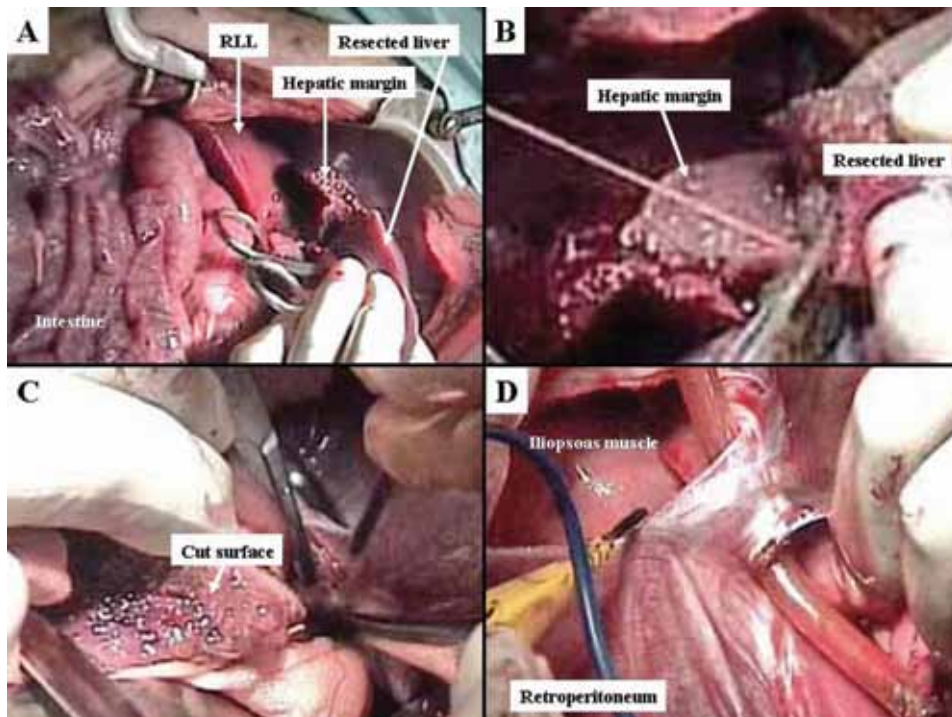 A
RLL
Resected liver
Hepatic margin
Intestine
B
Hepatic margin
Resected liver
C
Cut surface
D
Iliopsoas muscle
Retroperitoneum